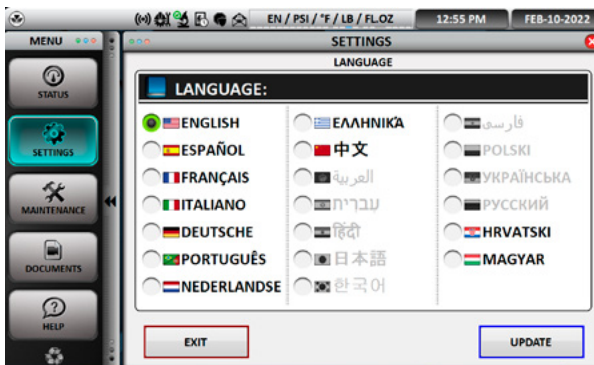 EN / PSI / °F / LB / FL.OZ 12:55 PM FEB-10-2022
MENU
SETTINGS
LANGUAGE
STATUS
SETTINGS
MAINTENANCE
DOCUMENTS
HELP
LANGUAGE:
ENGLISH
ESPAÑOL
FRANÇAIS
ITALIANO
DEUTSCHE
PORTUGUÊS
NEDERLANDSE
ΕΛΛΗΝΙΚΆ
中文
العربية
עברית
हिंदी
日本語
한국어
فارسی
POLSKI
УКРАЇНСЬКА
РУССКИЙ
HRVATSKI
MAGYAR
EXIT
UPDATE